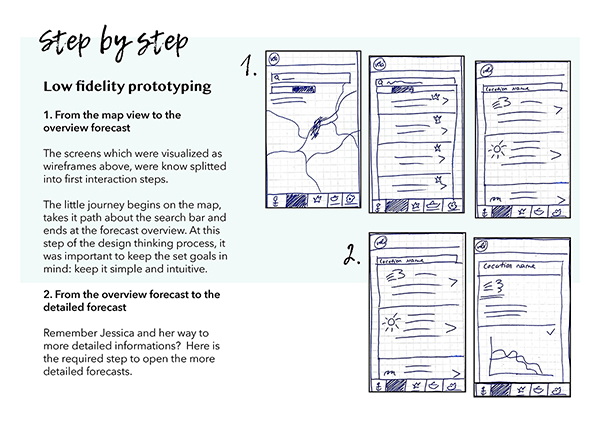 Step by step
Low fidelity prototyping
1. From the map view to the
overview forecast
The screens which were visualized as
wireframes above, were know splitted
into first interaction steps.
The little journey begins on the map,
takes it path about the search bar and
ends at the forecast overview. At this
step of the design thinking process, it
was important to keep the set goals in
mind: keep it simple and intuitive.
2. From the overview forecast to the
detailed forecast
Remember Jessica and her way to
more detailed informations? Here is
the required step to open the more
detailed forecasts.
1.
Location name
2.
Location name
Location name